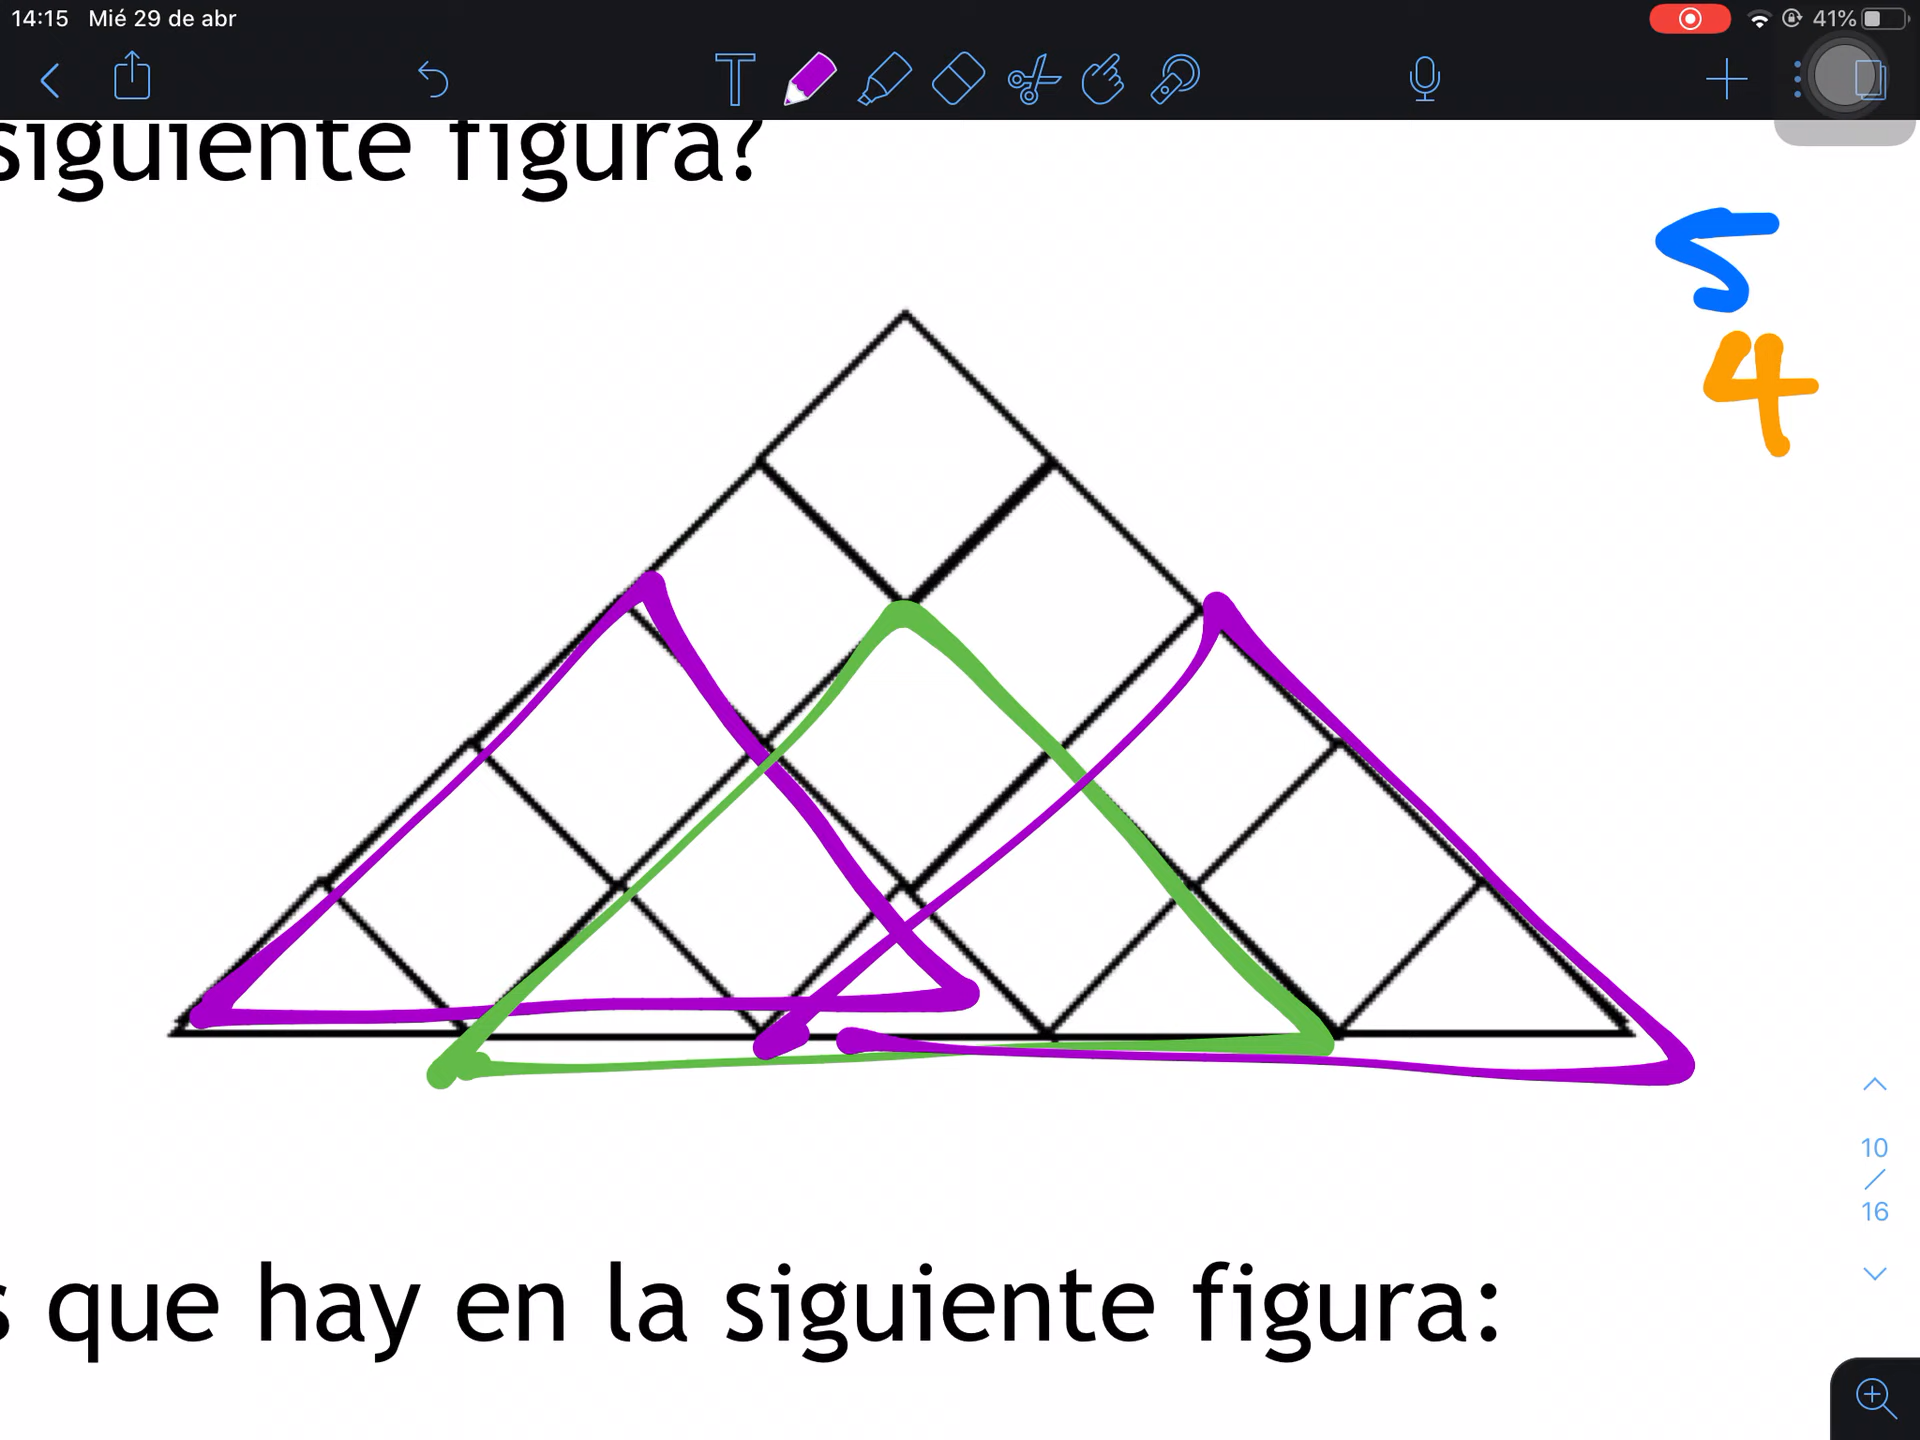 14:15 Mié 29 de abr 41%
T
siguiente figura?
5
4
10
/
16
s que hay en la siguiente figura: